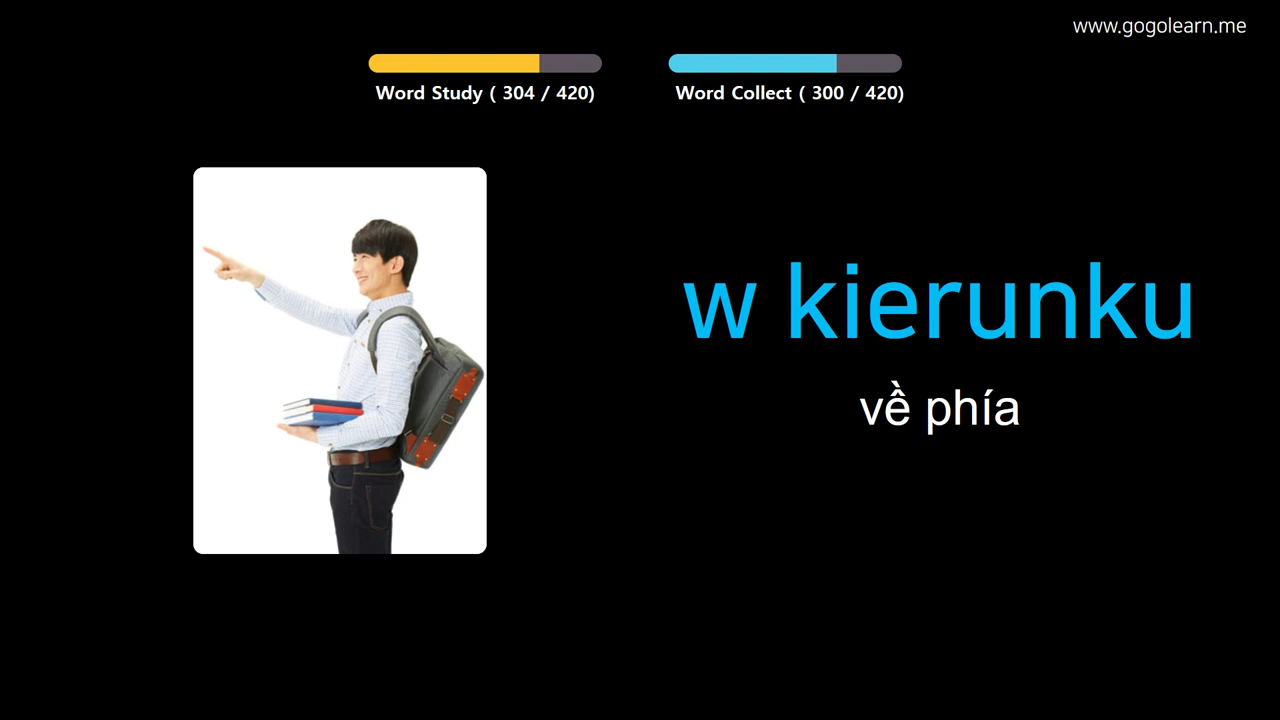 www.gogolearn.me
Word Study ( 304 / 420)
Word Collect ( 300 / 420)
w kierunku
về phía